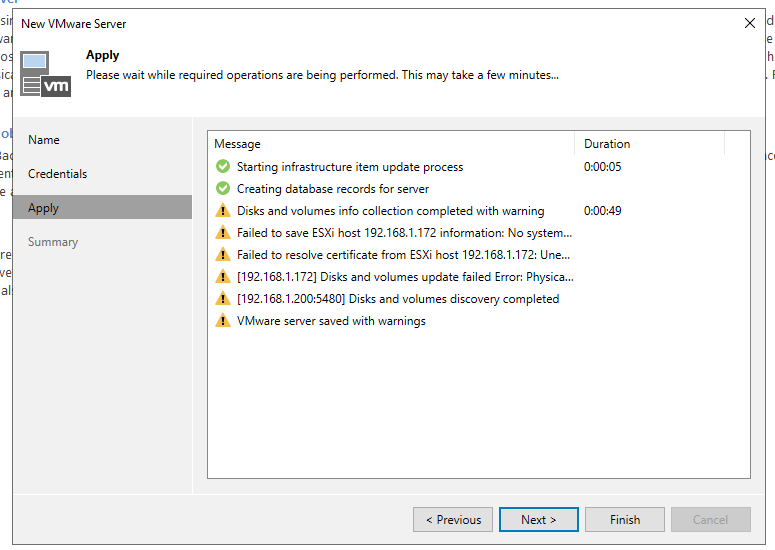 New VMware Server
Apply
Please wait while required operations are being performed. This may take a few minutes...
vm
Name
Credentials
Apply
Summary
Message Duration
Starting infrastructure item update process 0:00:05
Creating database records for server
Disks and volumes info collection completed with warning 0:00:49
Failed to save ESXi host 192.168.1.172 information: No system...
Failed to resolve certificate from ESXi host 192.168.1.172: Une...
[192.168.1.172] Disks and volumes update failed Error: Physica...
[192.168.1.200:5480] Disks and volumes discovery completed
VMware server saved with warnings
< Previous Next > Finish Cancel